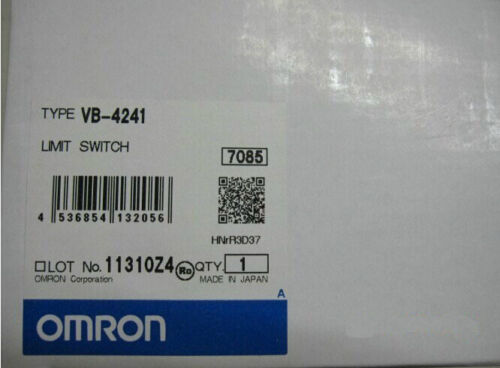 TYPE VB-4241
LIMIT SWITCH
7085
4 536854 132056
HNrR3D37
□LOT No. 11310Z4 Ro QTY. 1
OMRON Corporation MADE IN JAPAN
A
OMRON